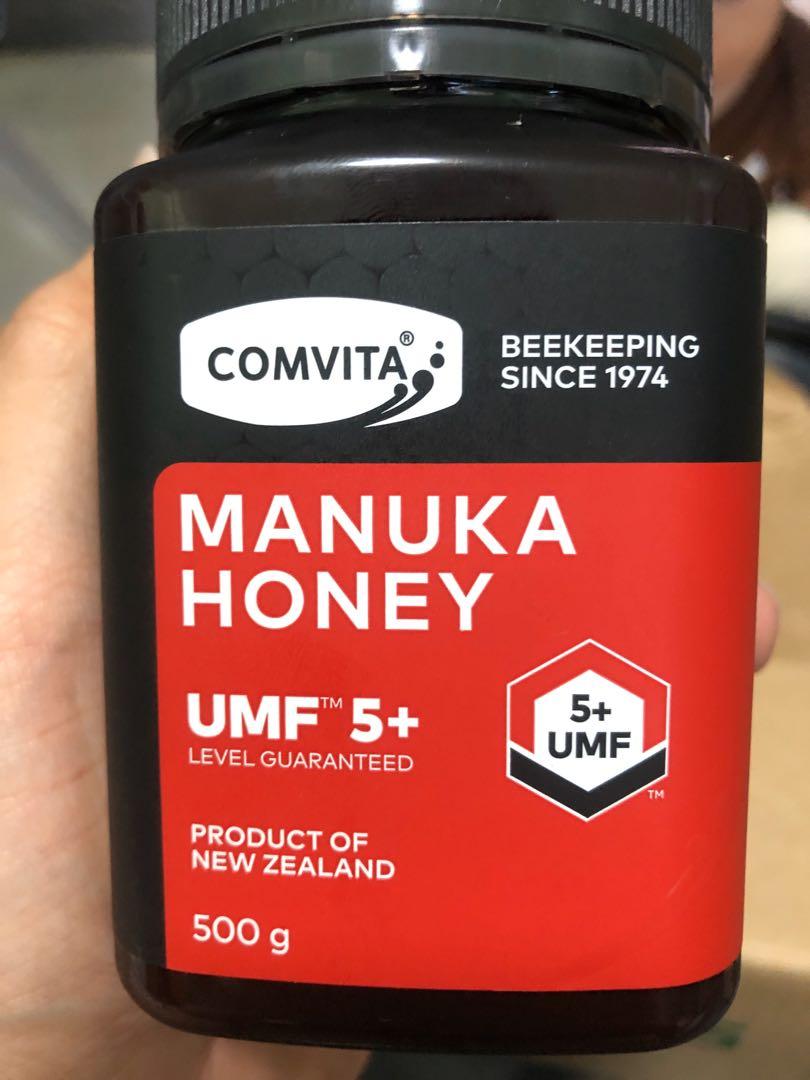 COMVITA®
BEEKEEPING
SINCE 1974
MANUKA
HONEY
UMF™ 5+
LEVEL GUARANTEED
5+
UMF
™
PRODUCT OF
NEW ZEALAND
500 g